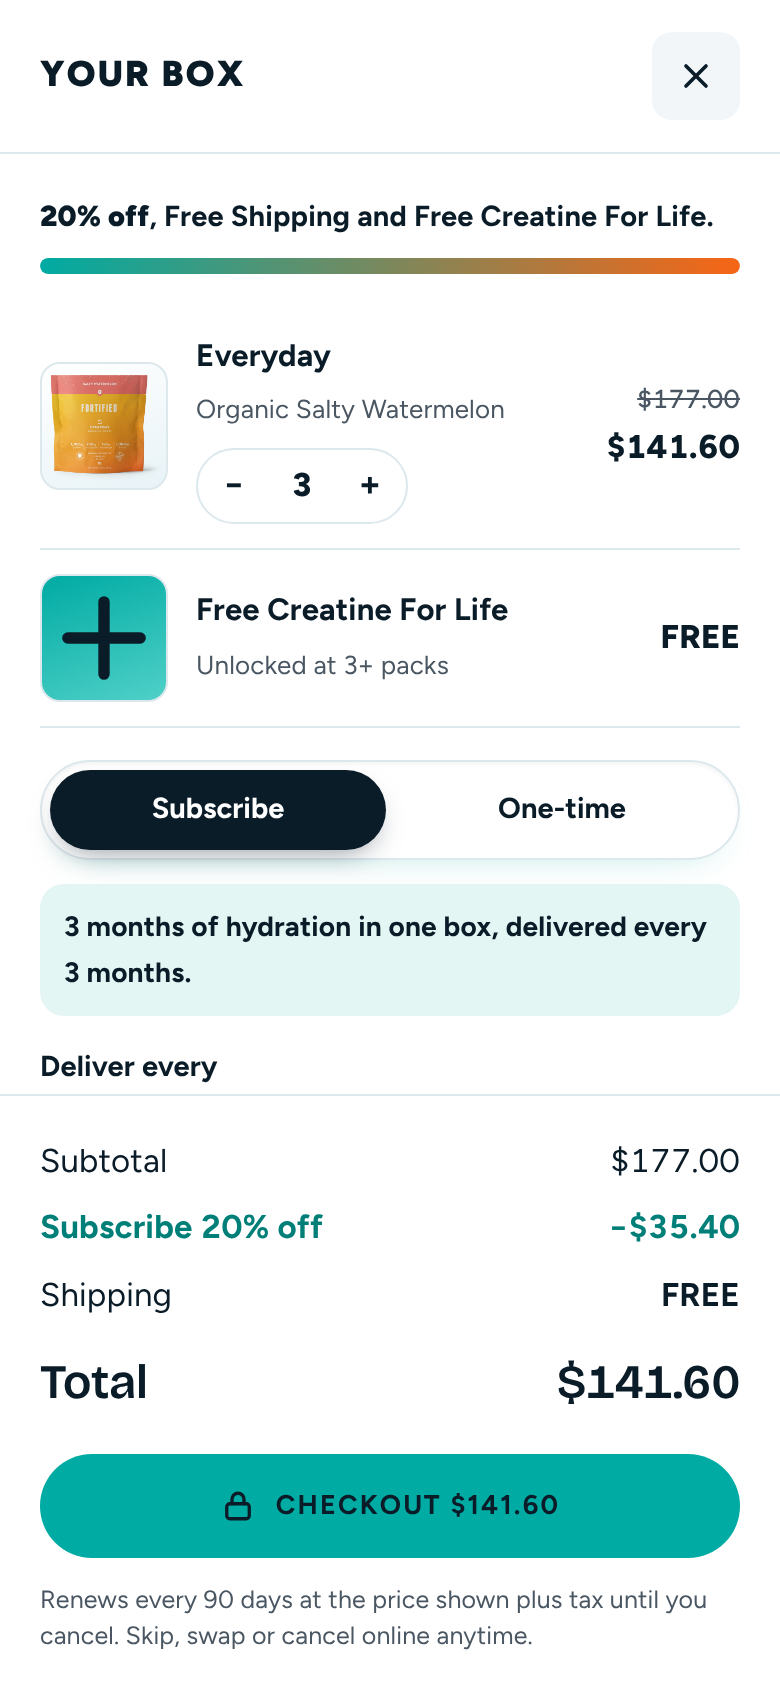 YOUR BOX
20% off, Free Shipping and Free Creatine For Life.
Everyday
Organic Salty Watermelon
$177.00
$141.60
- 3 +
SALTY WATERMELON
FORTIFIED
Free Creatine For Life
Unlocked at 3+ packs
FREE
Subscribe
One-time
3 months of hydration in one box, delivered every
3 months.
Deliver every
Subtotal $177.00
Subscribe 20% off -$35.40
Shipping FREE
Total $141.60
CHECKOUT $141.60
Renews every 90 days at the price shown plus tax until you
cancel. Skip, swap or cancel online anytime.